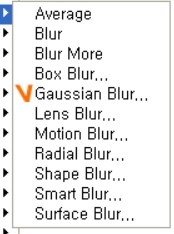 Average
Blur
Blur More
Box Blur...
Gaussian Blur...
Lens Blur...
Motion Blur...
Radial Blur...
Shape Blur...
Smart Blur...
Surface Blur...